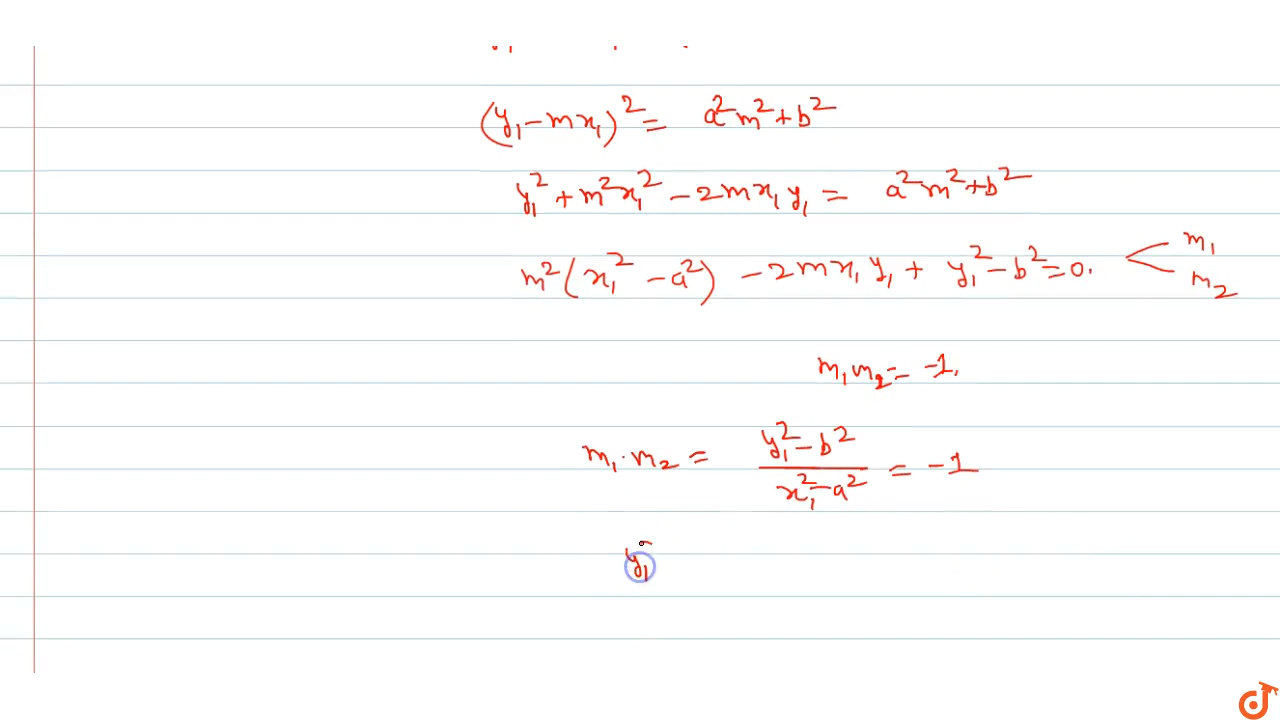 (y₁ - mx₁)² = a²m² + b²
y₁² + m²x₁² - 2mx₁y₁ = a²m² + b²
m²(x₁² - a²) - 2mx₁y₁ + y₁² - b² = 0. < m₁ m₂
m₁m₂ = -1.
m₁·m₂ = (y₁² - b²)/(x₁² - a²) = -1
y₁